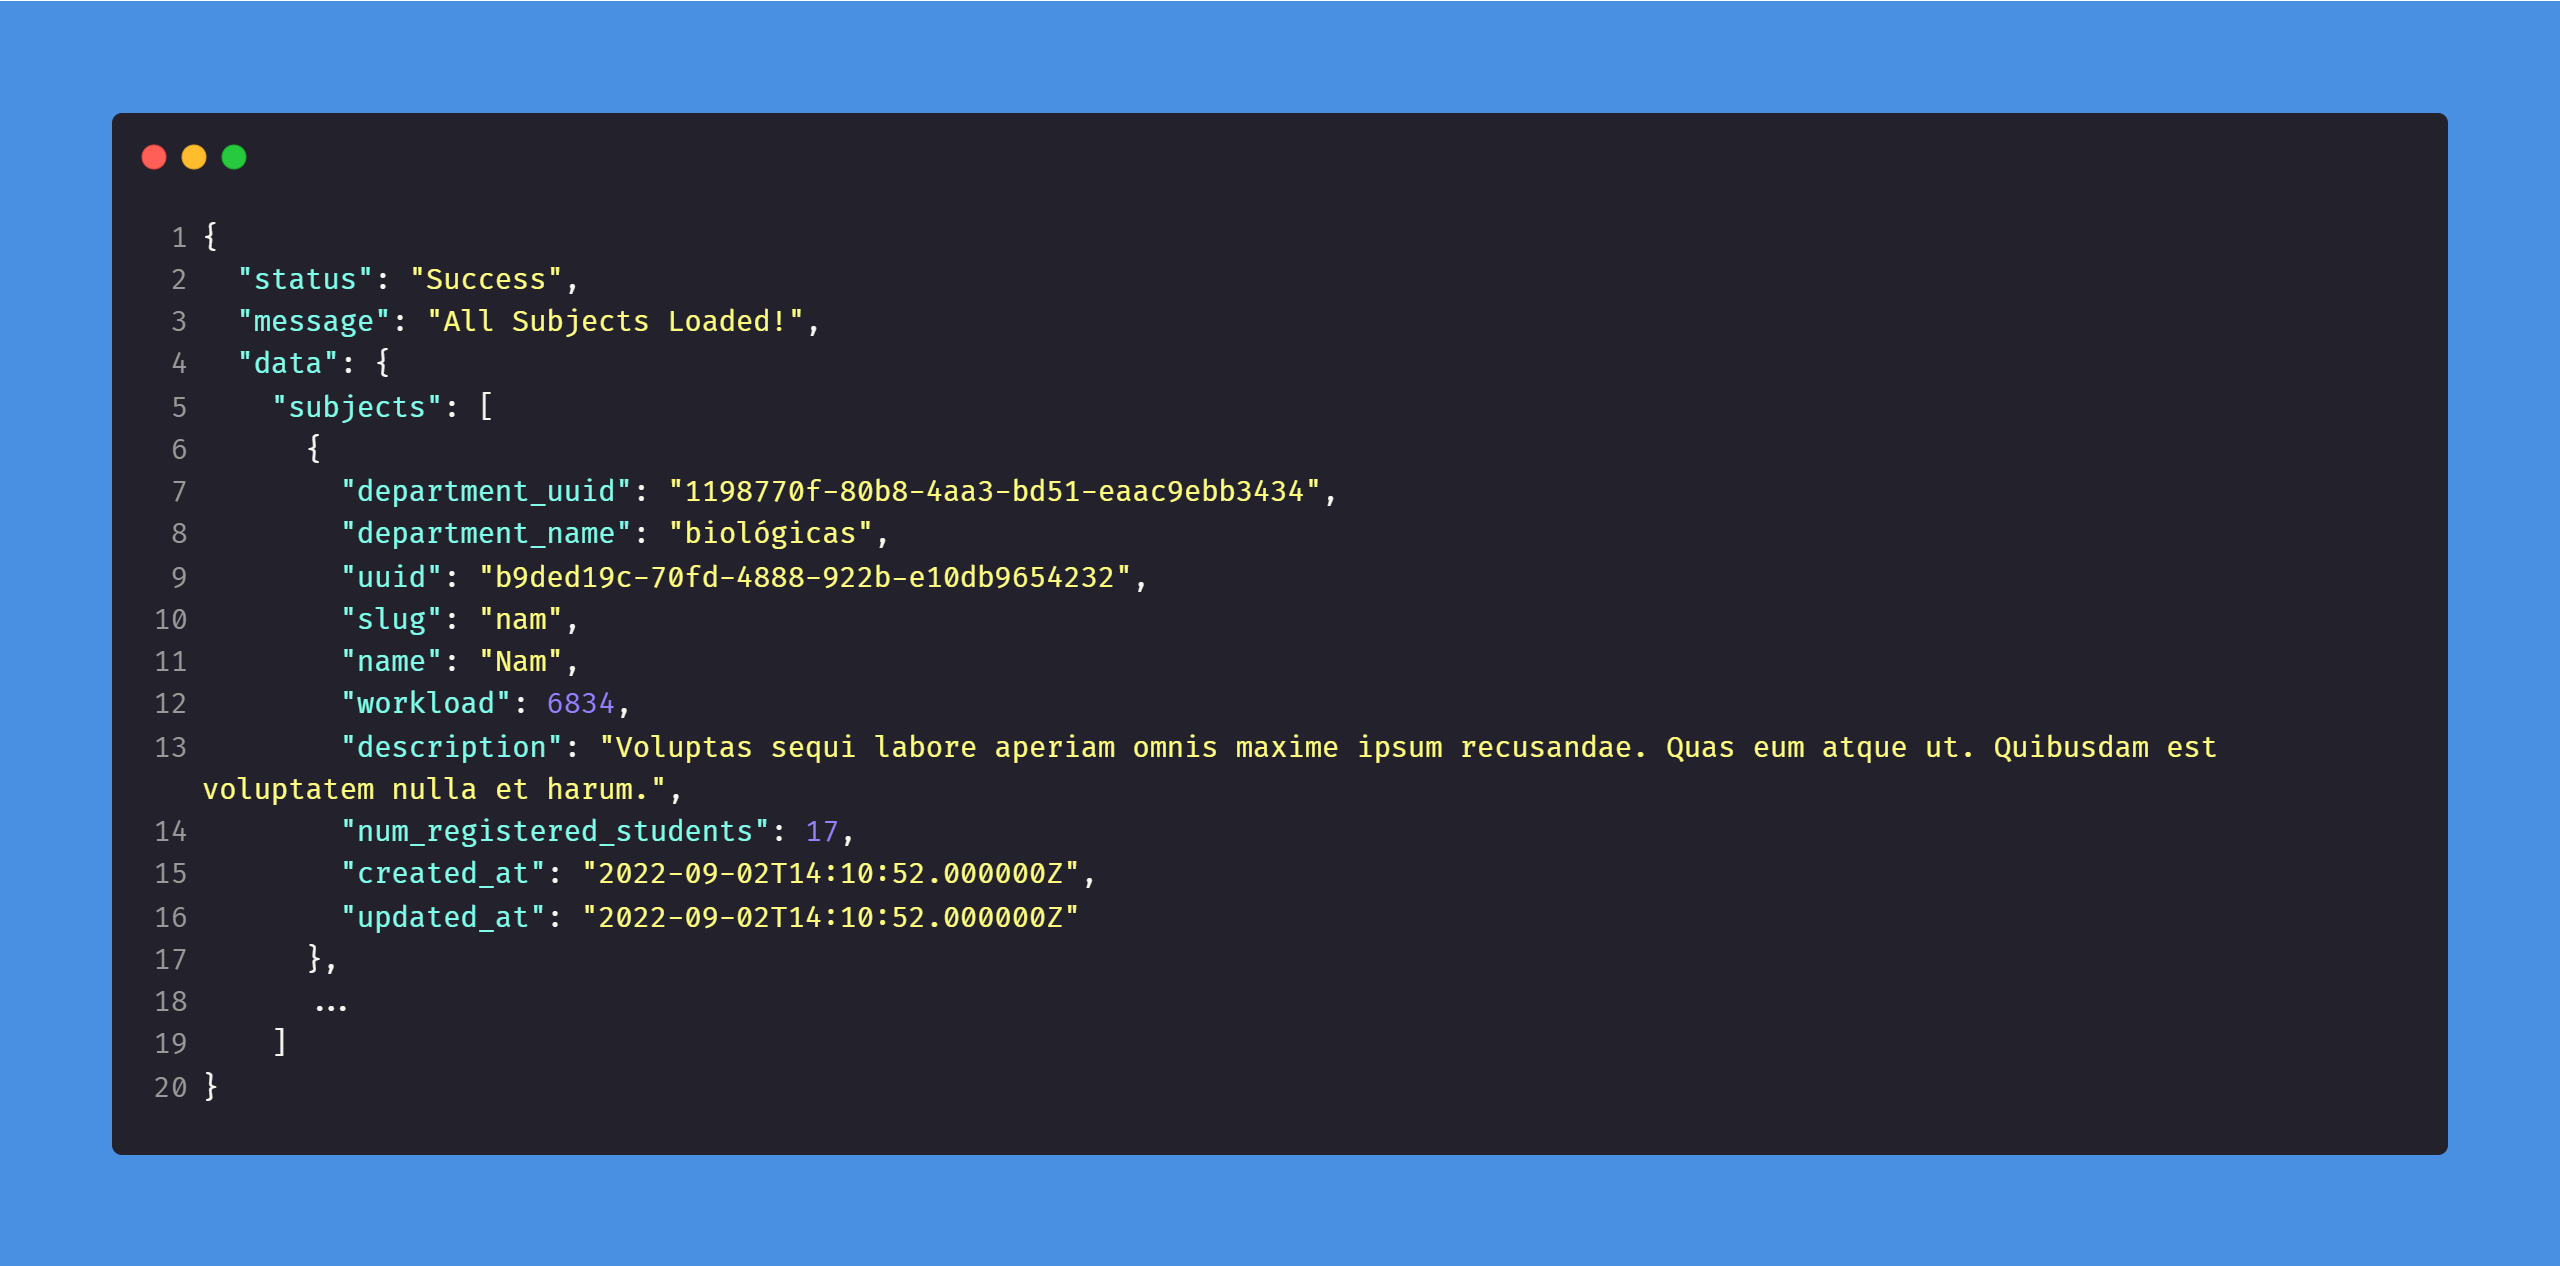 1 {
2   "status": "Success",
3   "message": "All Subjects Loaded!",
4   "data": {
5     "subjects": [
6       {
7         "department_uuid": "1198770f-80b8-4aa3-bd51-eaac9ebb3434",
8         "department_name": "biológicas",
9         "uuid": "b9ded19c-70fd-4888-922b-e10db9654232",
10         "slug": "nam",
11         "name": "Nam",
12         "workload": 6834,
13         "description": "Voluptas sequi labore aperiam omnis maxime ipsum recusandae. Quas eum atque ut. Quibusdam est
voluptatem nulla et harum.",
14         "num_registered_students": 17,
15         "created_at": "2022-09-02T14:10:52.000000Z",
16         "updated_at": "2022-09-02T14:10:52.000000Z"
17       },
18       ...
19     ]
20 }